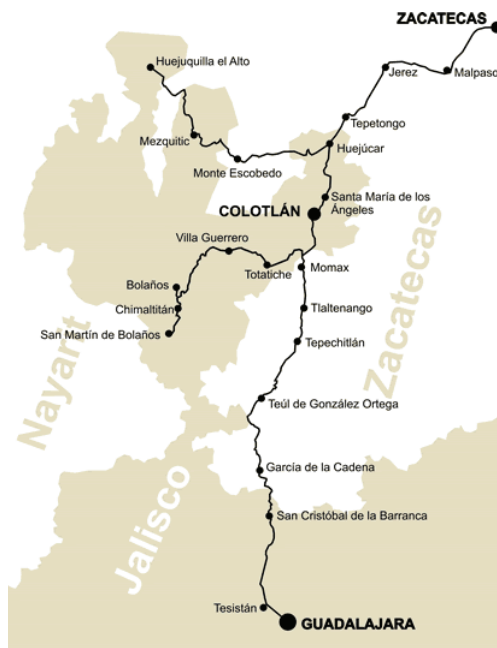 ZACATECAS
Huejuquilla el Alto
Jerez
Malpaso
Tepetongo
Mezquitic
Huejúcar
Monte Escobedo
Santa María de los
Ángeles
COLOTLÁN
Villa Guerrero
Totatiche
Momax
Bolaños
Chimaltitán
Tlaltenango
San Martín de Bolaños
Tepechitlán
Zacatecas
Nayarit
Teúl de González Ortega
García de la Cadena
Jalisco
San Cristóbal de la Barranca
Tesistán
GUADALAJARA